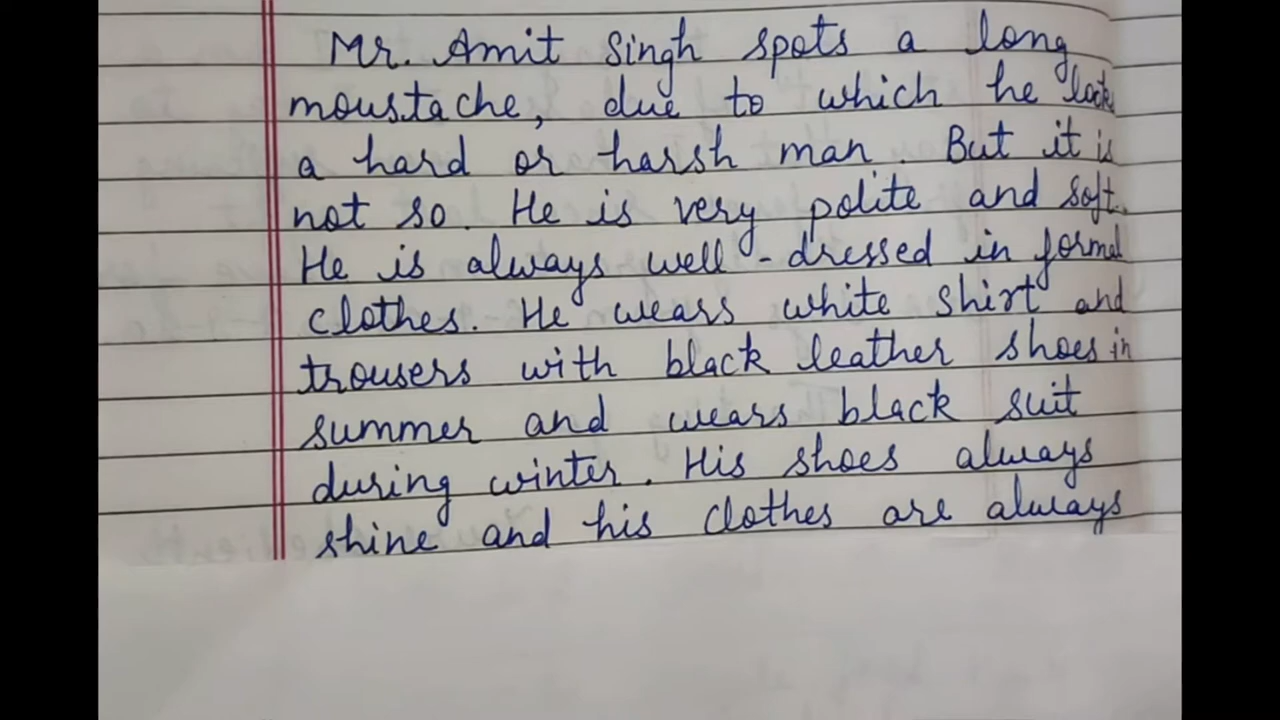 Mr. Amit Singh spots a long
moustache, due to which he looks
a hard or harsh man. But it is
not so. He is very polite and soft.
He is always well-dressed in formal
clothes. He wears white shirt and
trousers with black leather shoes in
summer and wears black suit
during winter. His shoes always
shine and his clothes are always